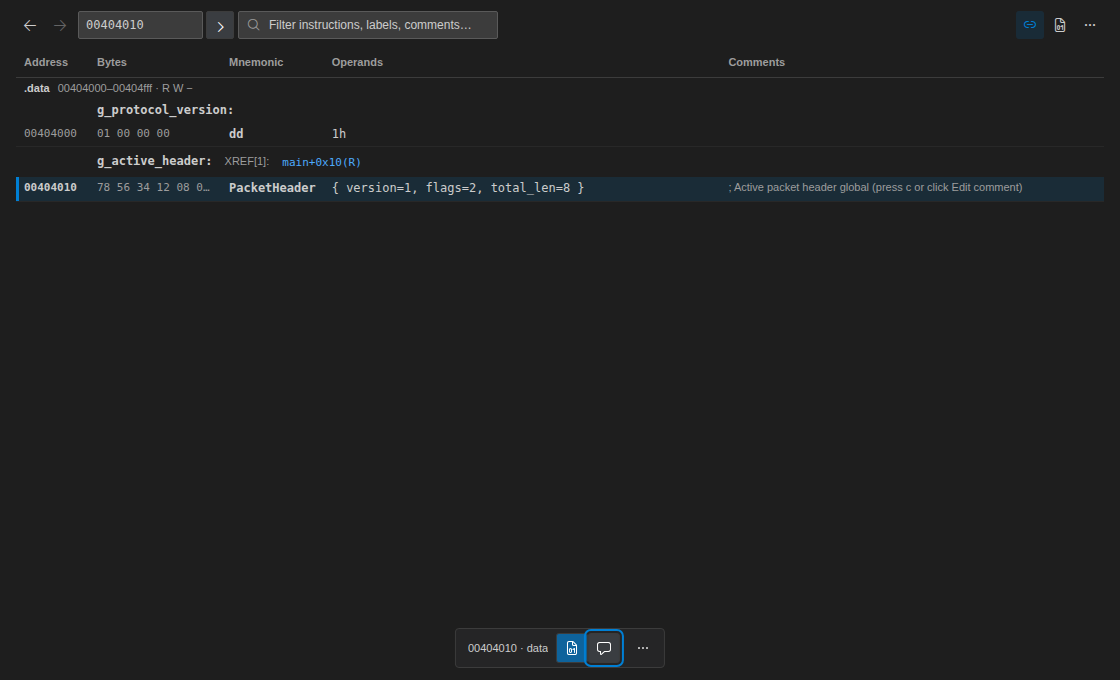 00404010 Filter instructions, labels, comments…
Address Bytes Mnemonic Operands Comments
.data 00404000–00404fff · R W −
g_protocol_version:
00404000 01 00 00 00 dd 1h
g_active_header: XREF[1]: main+0x10(R)
00404010 78 56 34 12 08 0… PacketHeader { version=1, flags=2, total_len=8 } ; Active packet header global (press c or click Edit comment)
00404010 · data